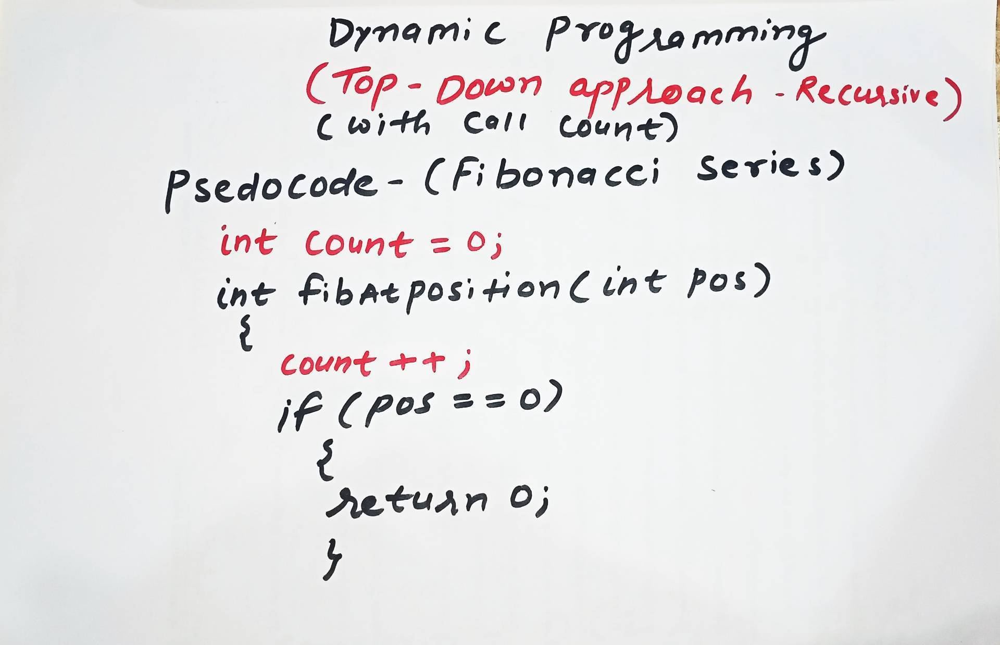 Dynamic Programming
(Top-Down approach - Recursive)
(with Call Count)
Psedocode - (Fibonacci Series)
int count = 0;
int fibAtposition(int pos)
{
count ++;
if (pos == 0)
{
return 0;
}